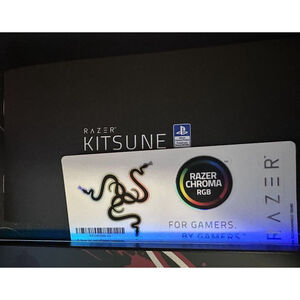 RAZER
KITSUNE
RAZER
CHROMA
RGB
FOR GAMERS.
BY GAMERS.
RAZER